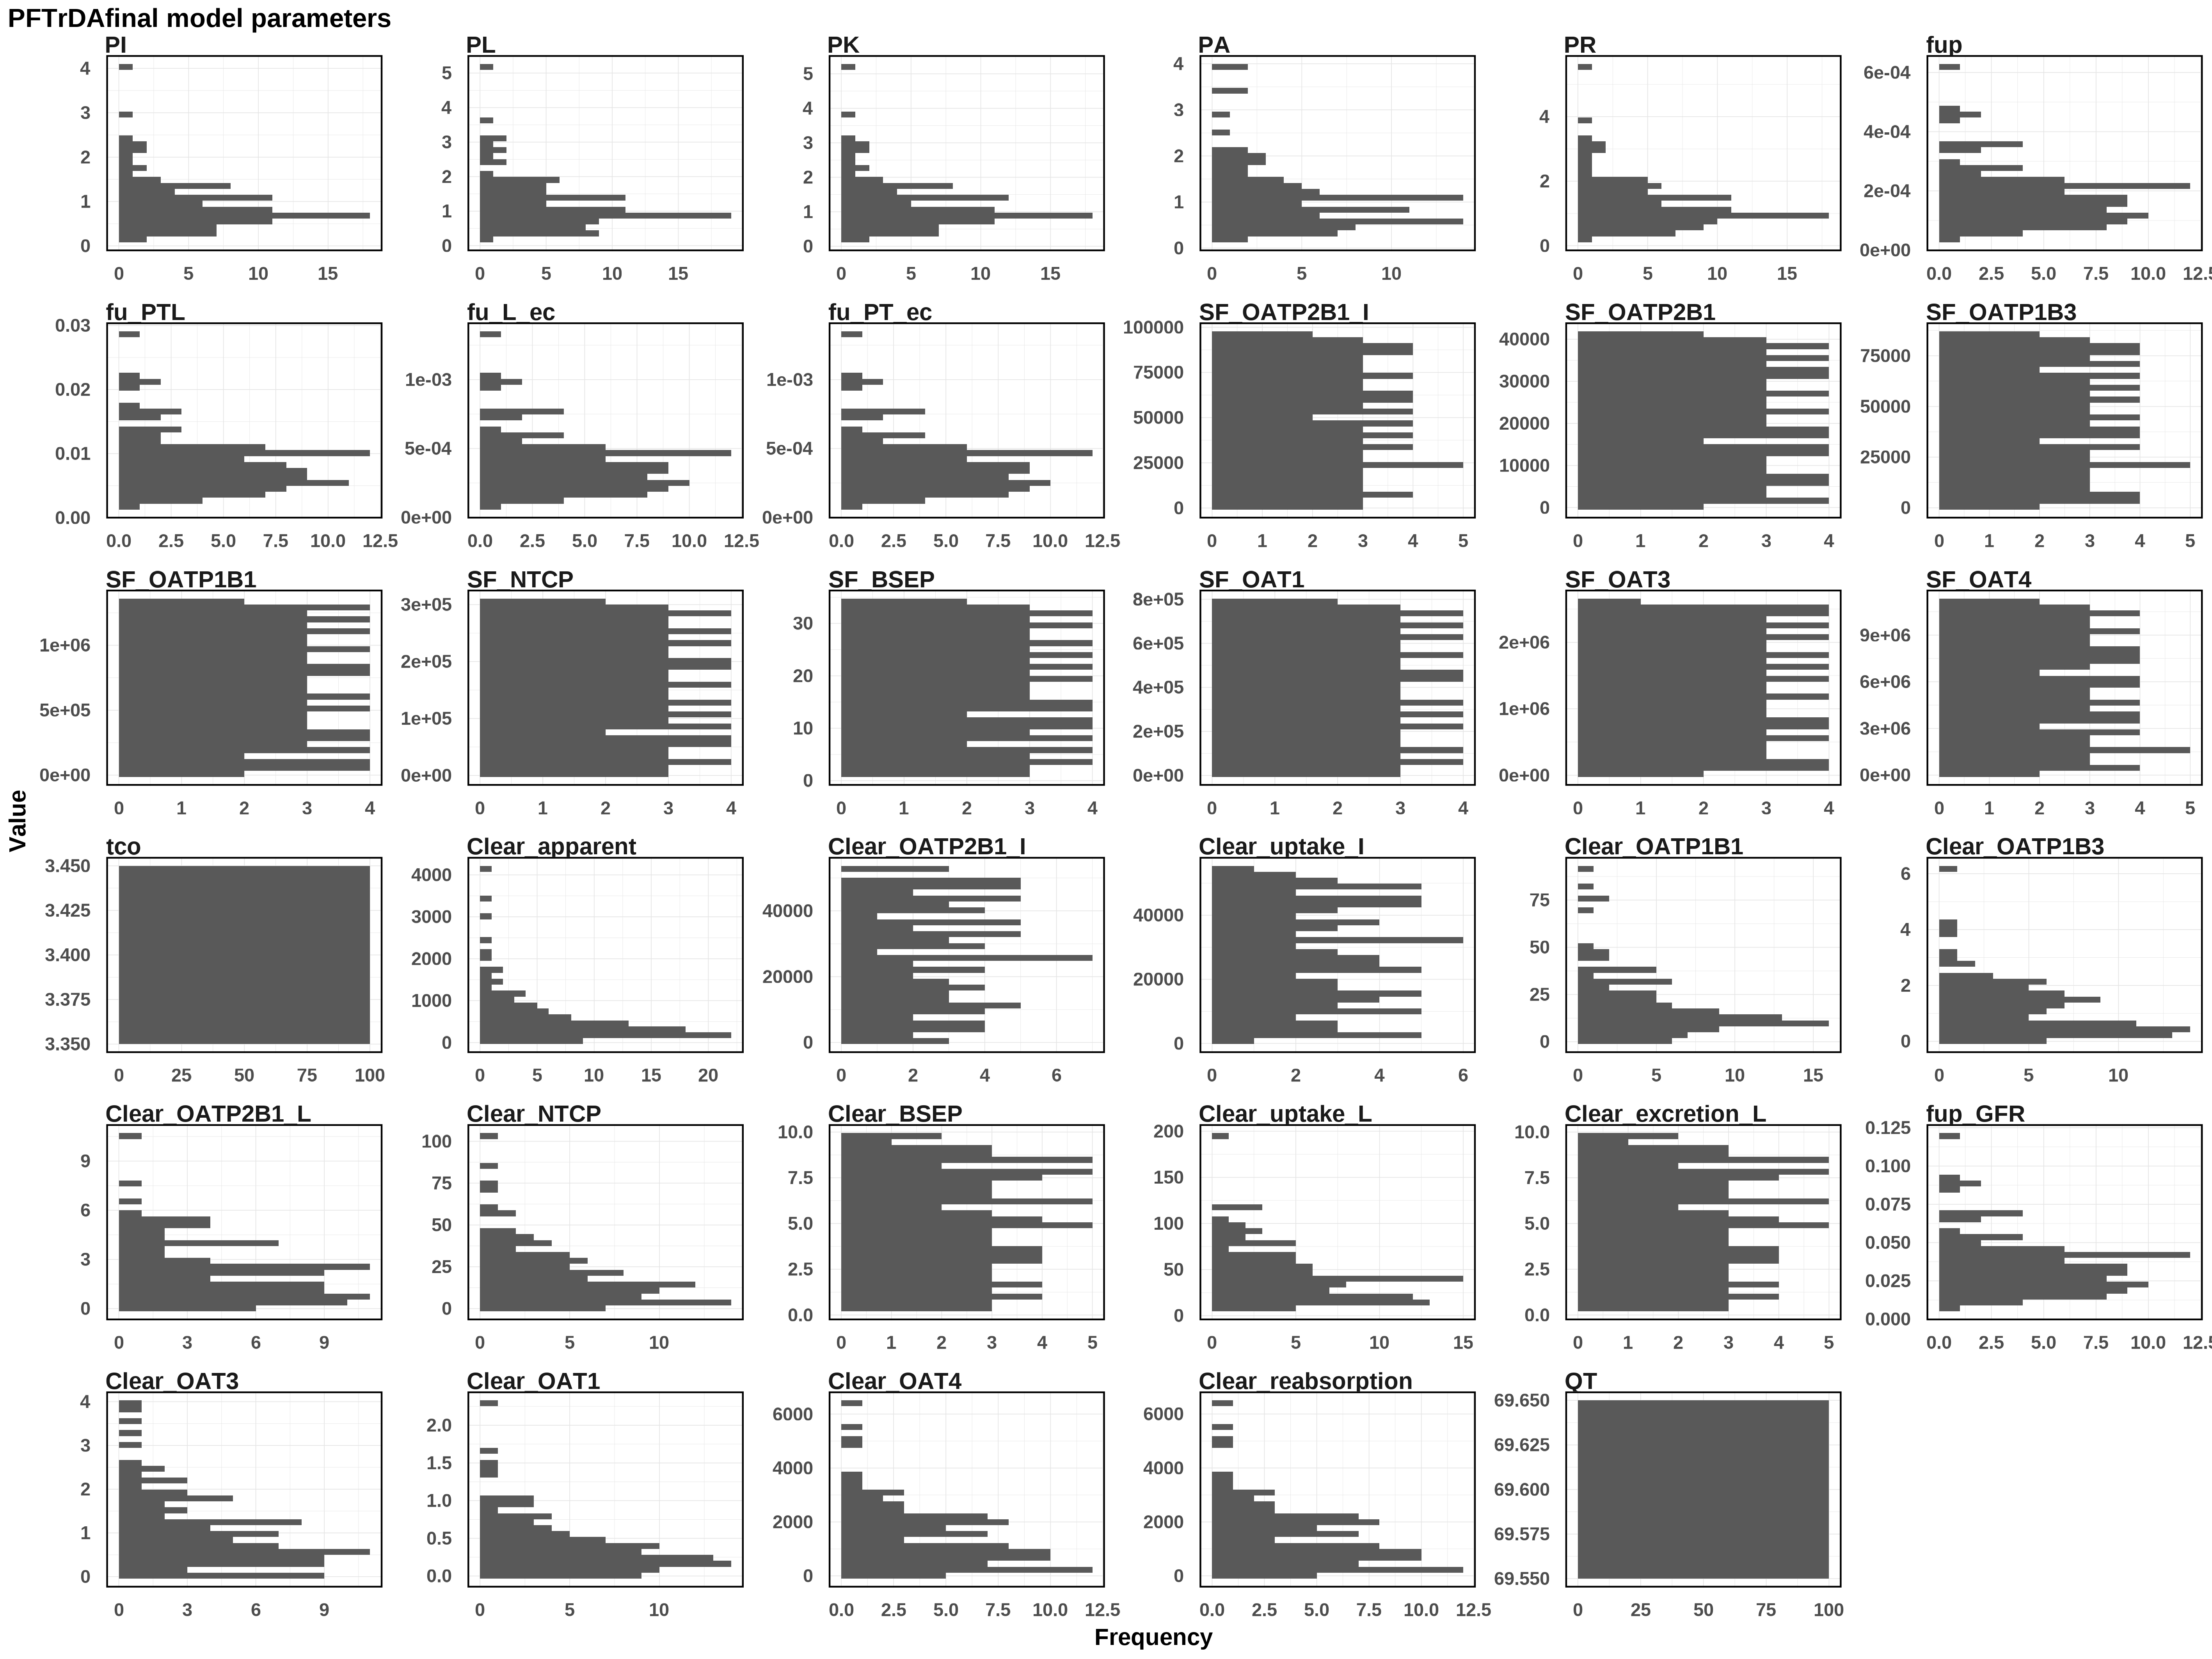 PFTrDAfinal model parameters
PI PL PK PA PR fup
4 3 2 1 0
0 5 10 15
5 4 3 2 1 0
0 5 10 15
5 4 3 2 1 0
0 5 10 15
4 3 2 1 0
0 5 10
4 2 0
0 5 10 15
6e-04 4e-04 2e-04 0e+00
0.0 2.5 5.0 7.5 10.0 12.5
fu_PTL fu_L_ec fu_PT_ec SF_OATP2B1_I SF_OATP2B1 SF_OATP1B3
0.03 0.02 0.01 0.00
0.0 2.5 5.0 7.5 10.0 12.5
1e-03 5e-04 0e+00
0.0 2.5 5.0 7.5 10.0 12.5
1e-03 5e-04 0e+00
0.0 2.5 5.0 7.5 10.0 12.5
100000 75000 50000 25000 0
0 1 2 3 4 5
40000 30000 20000 10000 0
0 1 2 3 4
75000 50000 25000 0
0 1 2 3 4 5
SF_OATP1B1 SF_NTCP SF_BSEP SF_OAT1 SF_OAT3 SF_OAT4
1e+06 5e+05 0e+00
0 1 2 3 4
3e+05 2e+05 1e+05 0e+00
0 1 2 3 4
30 20 10 0
0 1 2 3 4
8e+05 6e+05 4e+05 2e+05 0e+00
0 1 2 3 4
2e+06 1e+06 0e+00
0 1 2 3 4
9e+06 6e+06 3e+06 0e+00
0 1 2 3 4 5
Value
tco Clear_apparent Clear_OATP2B1_I Clear_uptake_I Clear_OATP1B1 Clear_OATP1B3
3.450 3.425 3.400 3.375 3.350
0 25 50 75 100
4000 3000 2000 1000 0
0 5 10 15 20
40000 20000 0
0 2 4 6
40000 20000 0
0 2 4 6
75 50 25 0
0 5 10 15
6 4 2 0
0 5 10
Clear_OATP2B1_L Clear_NTCP Clear_BSEP Clear_uptake_L Clear_excretion_L fup_GFR
9 6 3 0
0 3 6 9
100 75 50 25 0
0 5 10
10.0 7.5 5.0 2.5 0.0
0 1 2 3 4 5
200 150 100 50 0
0 5 10 15
10.0 7.5 5.0 2.5 0.0
0 1 2 3 4 5
0.125 0.100 0.075 0.050 0.025 0.000
0.0 2.5 5.0 7.5 10.0 12.5
Clear_OAT3 Clear_OAT1 Clear_OAT4 Clear_reabsorption QT
4 3 2 1 0
0 3 6 9
2.0 1.5 1.0 0.5 0.0
0 5 10
6000 4000 2000 0
0.0 2.5 5.0 7.5 10.0 12.5
6000 4000 2000 0
0.0 2.5 5.0 7.5 10.0 12.5
69.650 69.625 69.600 69.575 69.550
0 25 50 75 100
Frequency